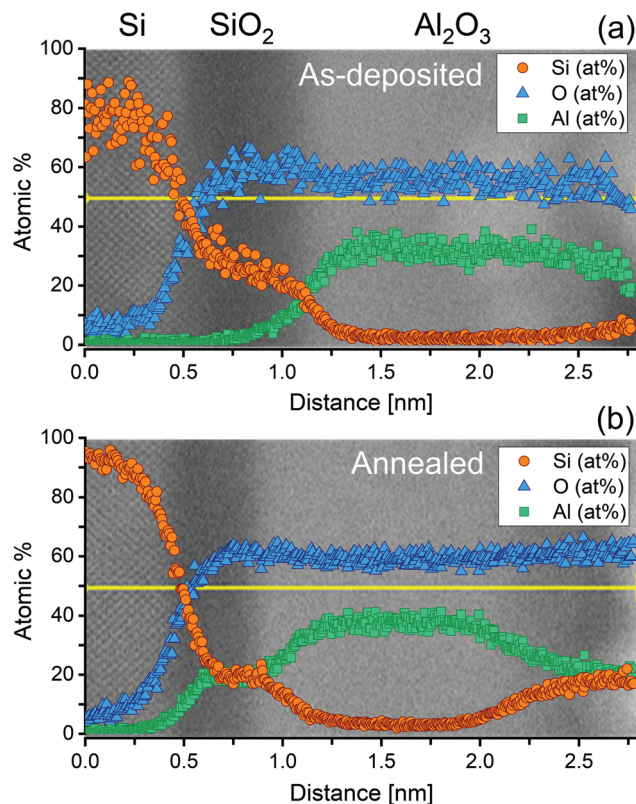 Si SiO₂ Al₂O₃ (a)
As-deposited
Si (at%)
O (at%)
Al (at%)
100
80
60
40
20
0
Atomic %
0.0 0.5 1.0 1.5 2.0 2.5
Distance [nm]
(b)
Annealed
Si (at%)
O (at%)
Al (at%)
100
80
60
40
20
0
Atomic %
0.0 0.5 1.0 1.5 2.0 2.5
Distance [nm]